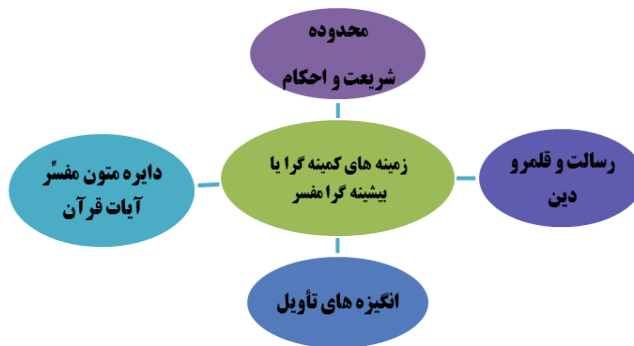 محدوده
شریعت و احکام
زمینه های کمینه گرا یا
بیشینه گرا مفسر
رسالت و قلمرو
دین
دایره متون مفسِّر
آیات قرآن
انگیزه های تأویل